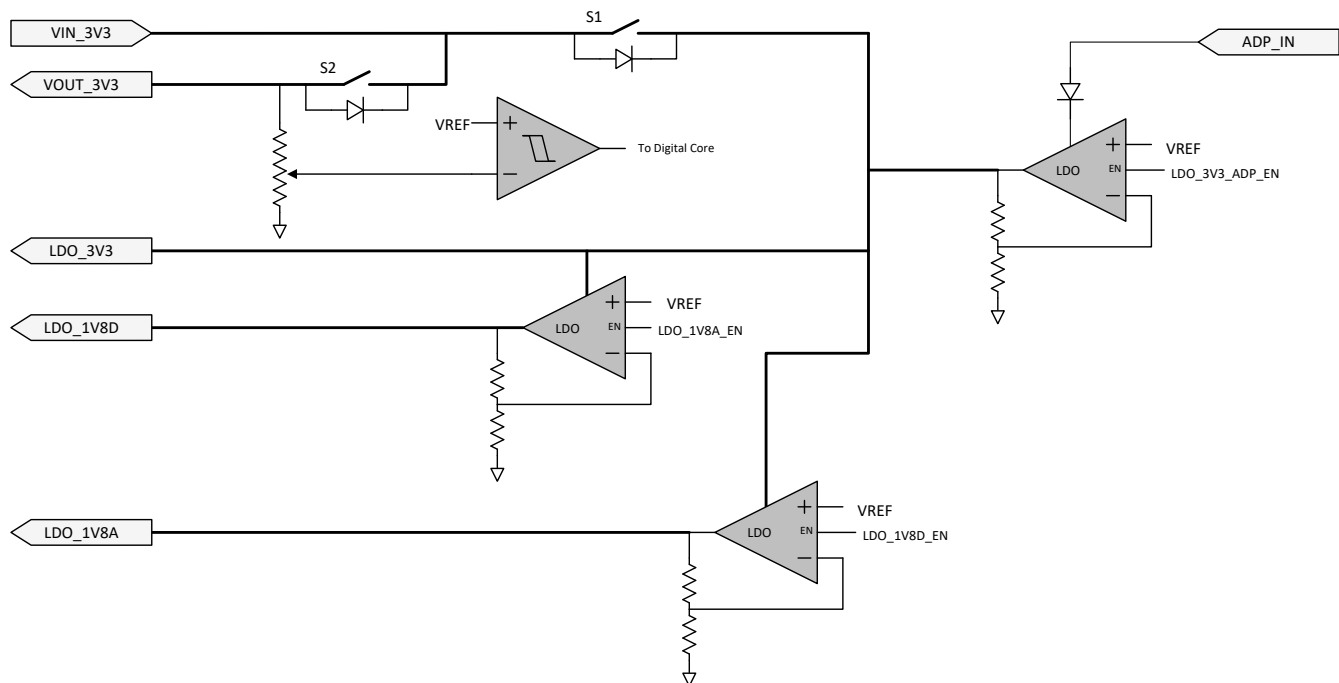 S1
VIN_3V3
ADP_IN
S2
VOUT_3V3
VREF
+
To Digital Core
−
+
VREF
LDO
EN
LDO_3V3_ADP_EN
−
LDO_3V3
+
VREF
LDO_1V8D
LDO
EN
LDO_1V8A_EN
−
+
VREF
LDO_1V8A
LDO
EN
LDO_1V8D_EN
−